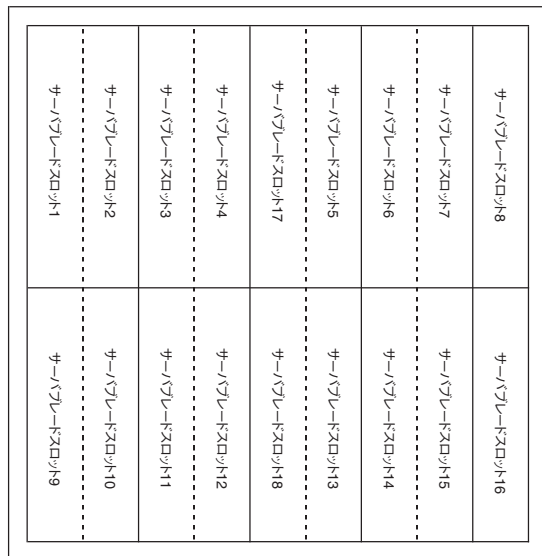 サーバブレードスロット1
サーバブレードスロット2
サーバブレードスロット3
サーバブレードスロット4
サーバブレードスロット17
サーバブレードスロット5
サーバブレードスロット6
サーバブレードスロット7
サーバブレードスロット8
サーバブレードスロット9
サーバブレードスロット10
サーバブレードスロット11
サーバブレードスロット12
サーバブレードスロット18
サーバブレードスロット13
サーバブレードスロット14
サーバブレードスロット15
サーバブレードスロット16